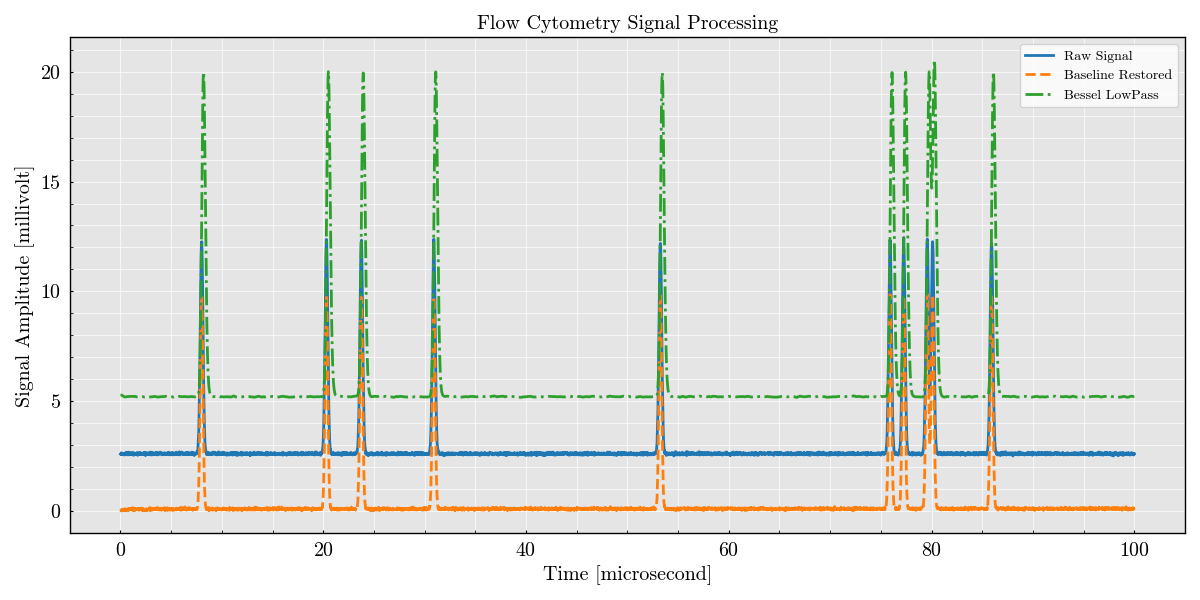 Flow Cytometry Signal Processing
Raw Signal
Baseline Restored
Bessel LowPass
Signal Amplitude [millivolt]
20
15
10
5
0
0 20 40 60 80 100
Time [microsecond]